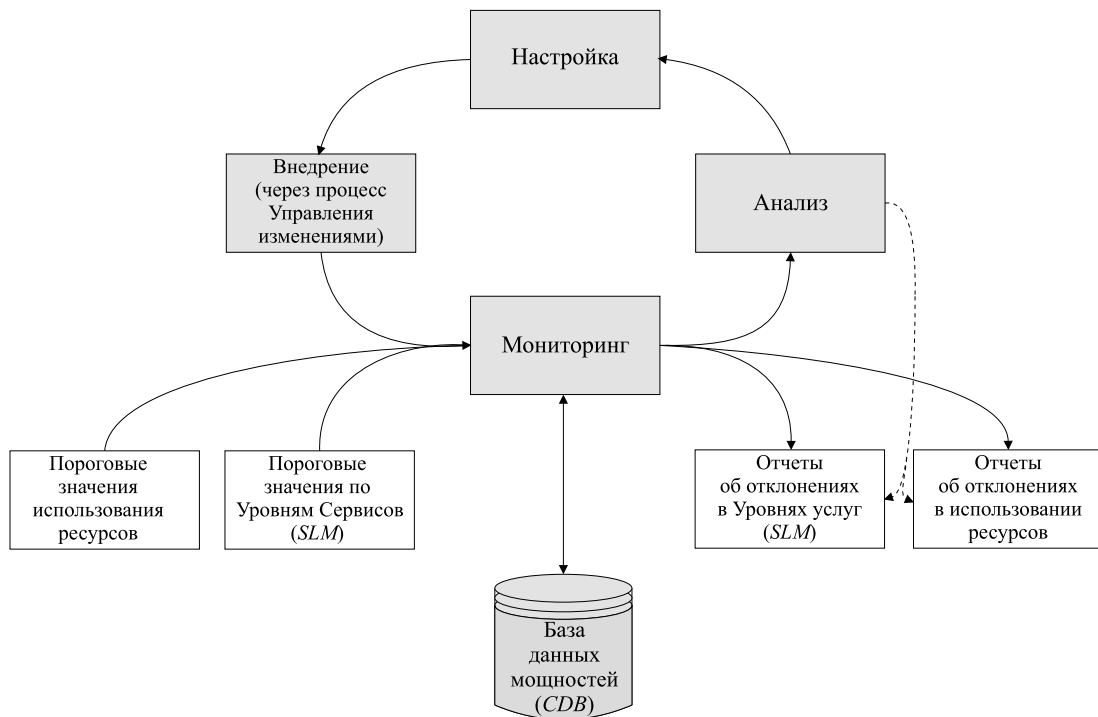 Настройка
Внедрение
(через процесс
Управления
изменениями)
Анализ
Мониторинг
Пороговые
значения
использования
ресурсов
Пороговые
значения по
Уровням Сервисов
(SLM)
Отчеты
об отклонениях
в Уровнях услуг
(SLM)
Отчеты
об отклонениях
в использовании
ресурсов
База
данных
мощностей
(CDB)